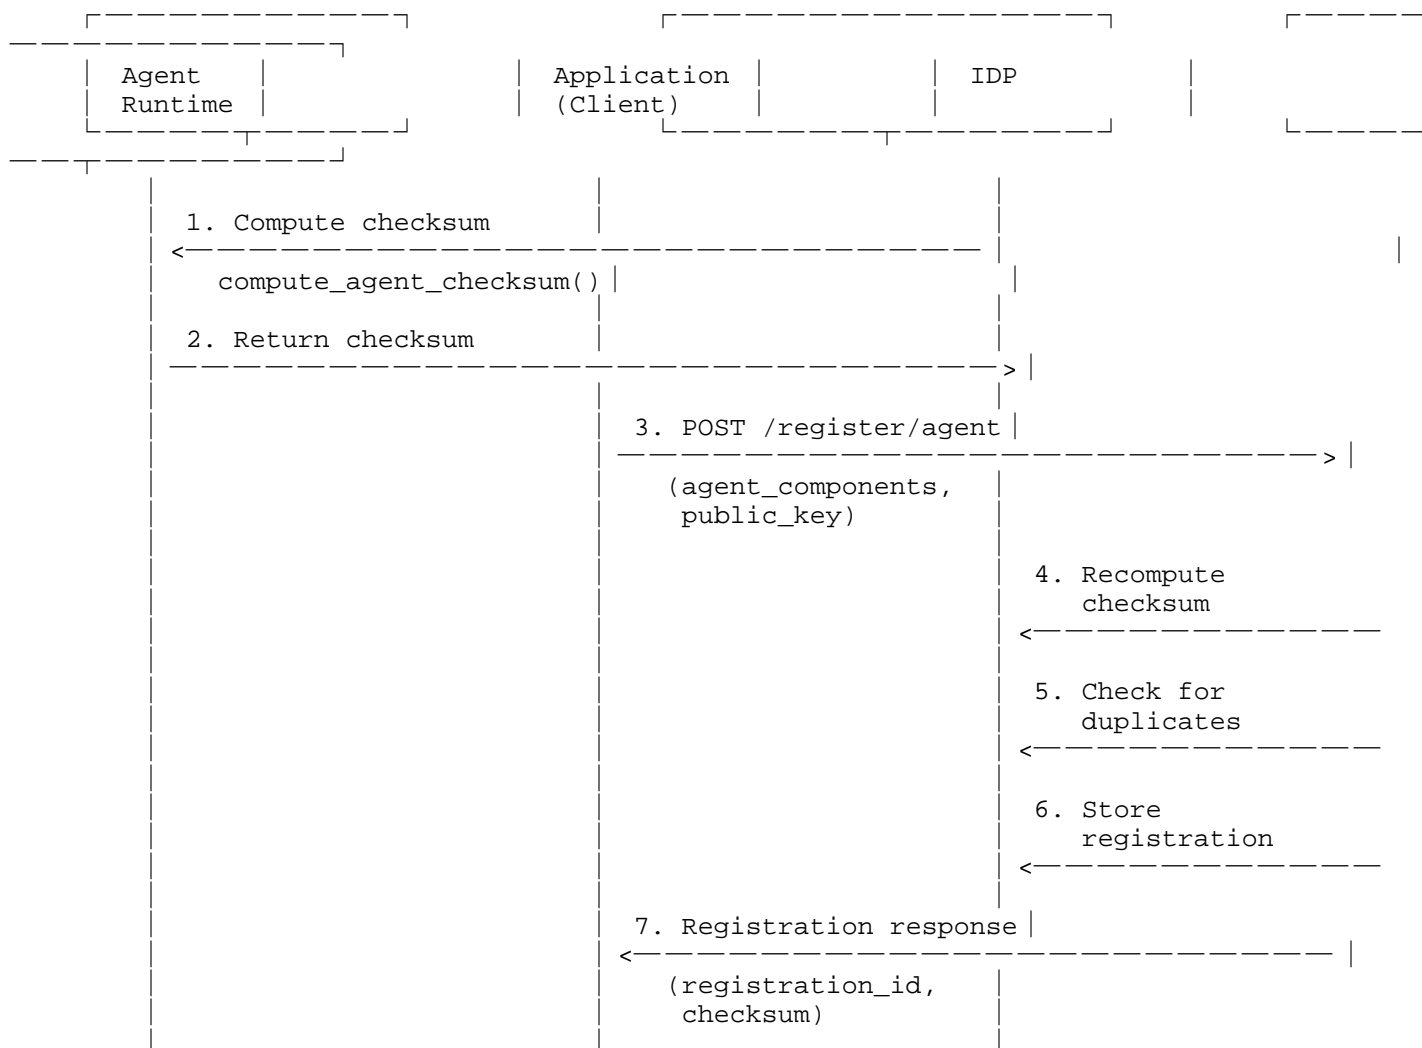 Agent Application IDP
Runtime (Client)
1. Compute checksum
compute_agent_checksum()
2. Return checksum
3. POST /register/agent
(agent_components,
public_key)
4. Recompute
checksum
5. Check for
duplicates
6. Store
registration
7. Registration response
(registration_id,
checksum)